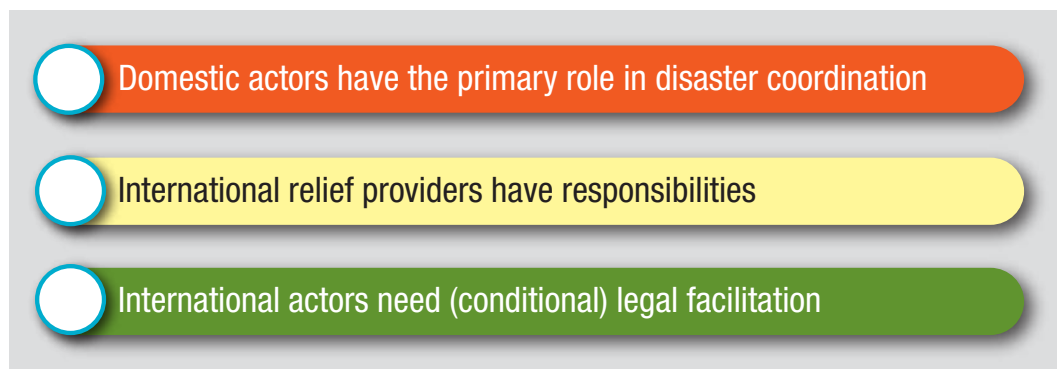 Domestic actors have the primary role in disaster coordination
International relief providers have responsibilities
International actors need (conditional) legal facilitation